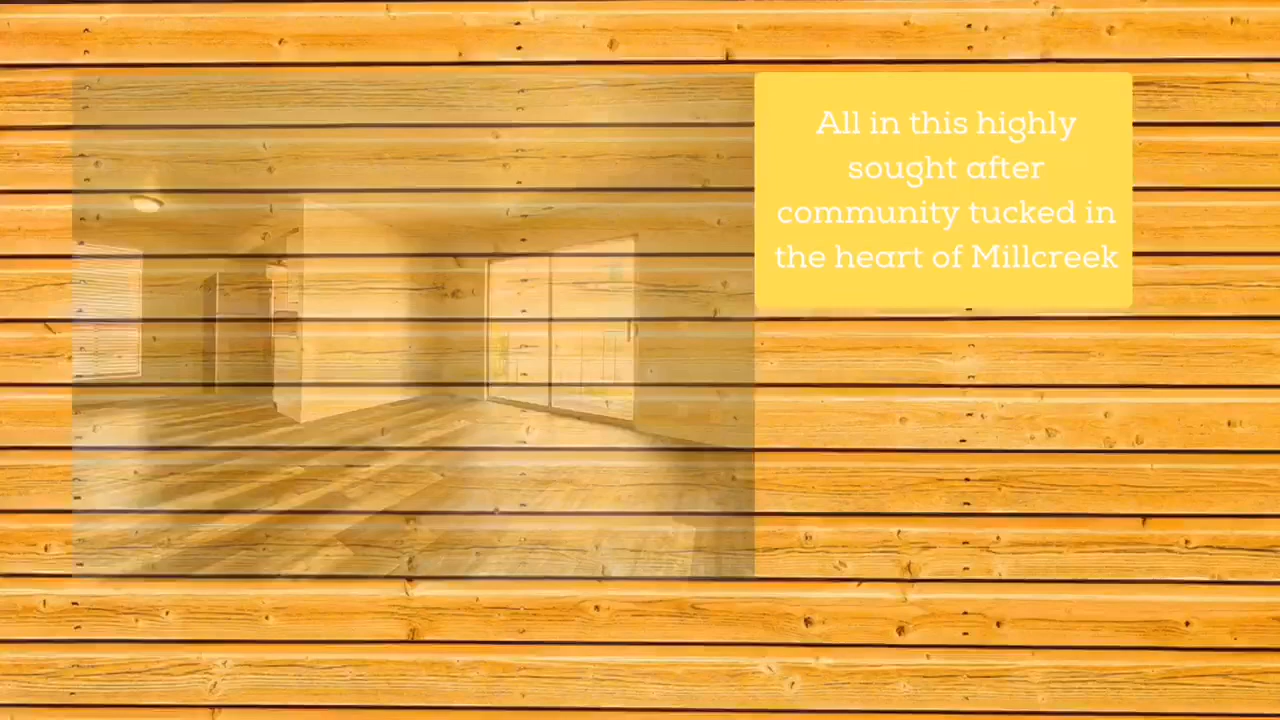 All in this highly
sought after
community tucked in
the heart of Millcreek